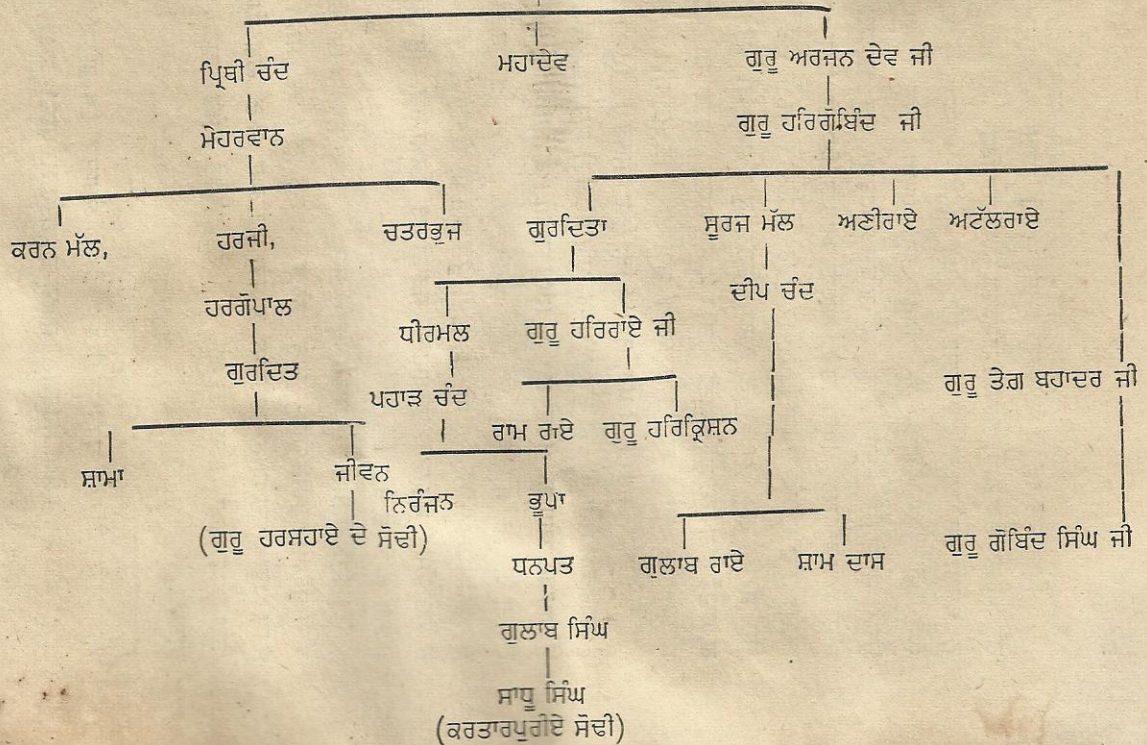 ਪ੍ਰਿਥੀ ਚੰਦ ਮਹਾਦੇਵ ਗੁਰੂ ਅਰਜਨ ਦੇਵ ਜੀ
ਮੇਹਰਵਾਨ ਗੁਰੂ ਹਰਿਗੋਬਿੰਦ ਜੀ
ਕਰਨ ਮੱਲ, ਹਰਜੀ, ਚਤਰਭੁਜ ਗੁਰਦਿਤਾ ਸੂਰਜ ਮੱਲ ਅਣੀਰਾਏ ਅਟੱਲਰਾਏ
ਹਰਗੋਪਾਲ ਧੀਰਮਲ ਗੁਰੂ ਹਰਿਰਾਏ ਜੀ ਦੀਪ ਚੰਦ
ਗੁਰਦਿਤ ਪਹਾੜ ਚੰਦ ਗੁਰੂ ਤੇਗ਼ ਬਹਾਦਰ ਜੀ
ਰਾਮ ਰਾਏ ਗੁਰੂ ਹਰਿਕ੍ਰਿਸ਼ਨ
ਸ਼ਾਮਾ ਜੀਵਨ ਨਿਰੰਜਨ ਭੂਪਾ
(ਗੁਰੂ ਹਰਸਹਾਏ ਦੇ ਸੋਢੀ) ਧਨਪਤ ਗੁਲਾਬ ਰਾਏ ਸ਼ਾਮ ਦਾਸ ਗੁਰੂ ਗੋਬਿੰਦ ਸਿੰਘ ਜੀ
ਗੁਲਾਬ ਸਿੰਘ
ਸਾਧੂ ਸਿੰਘ
(ਕਰਤਾਰਪੁਰੀਏ ਸੋਢੀ)